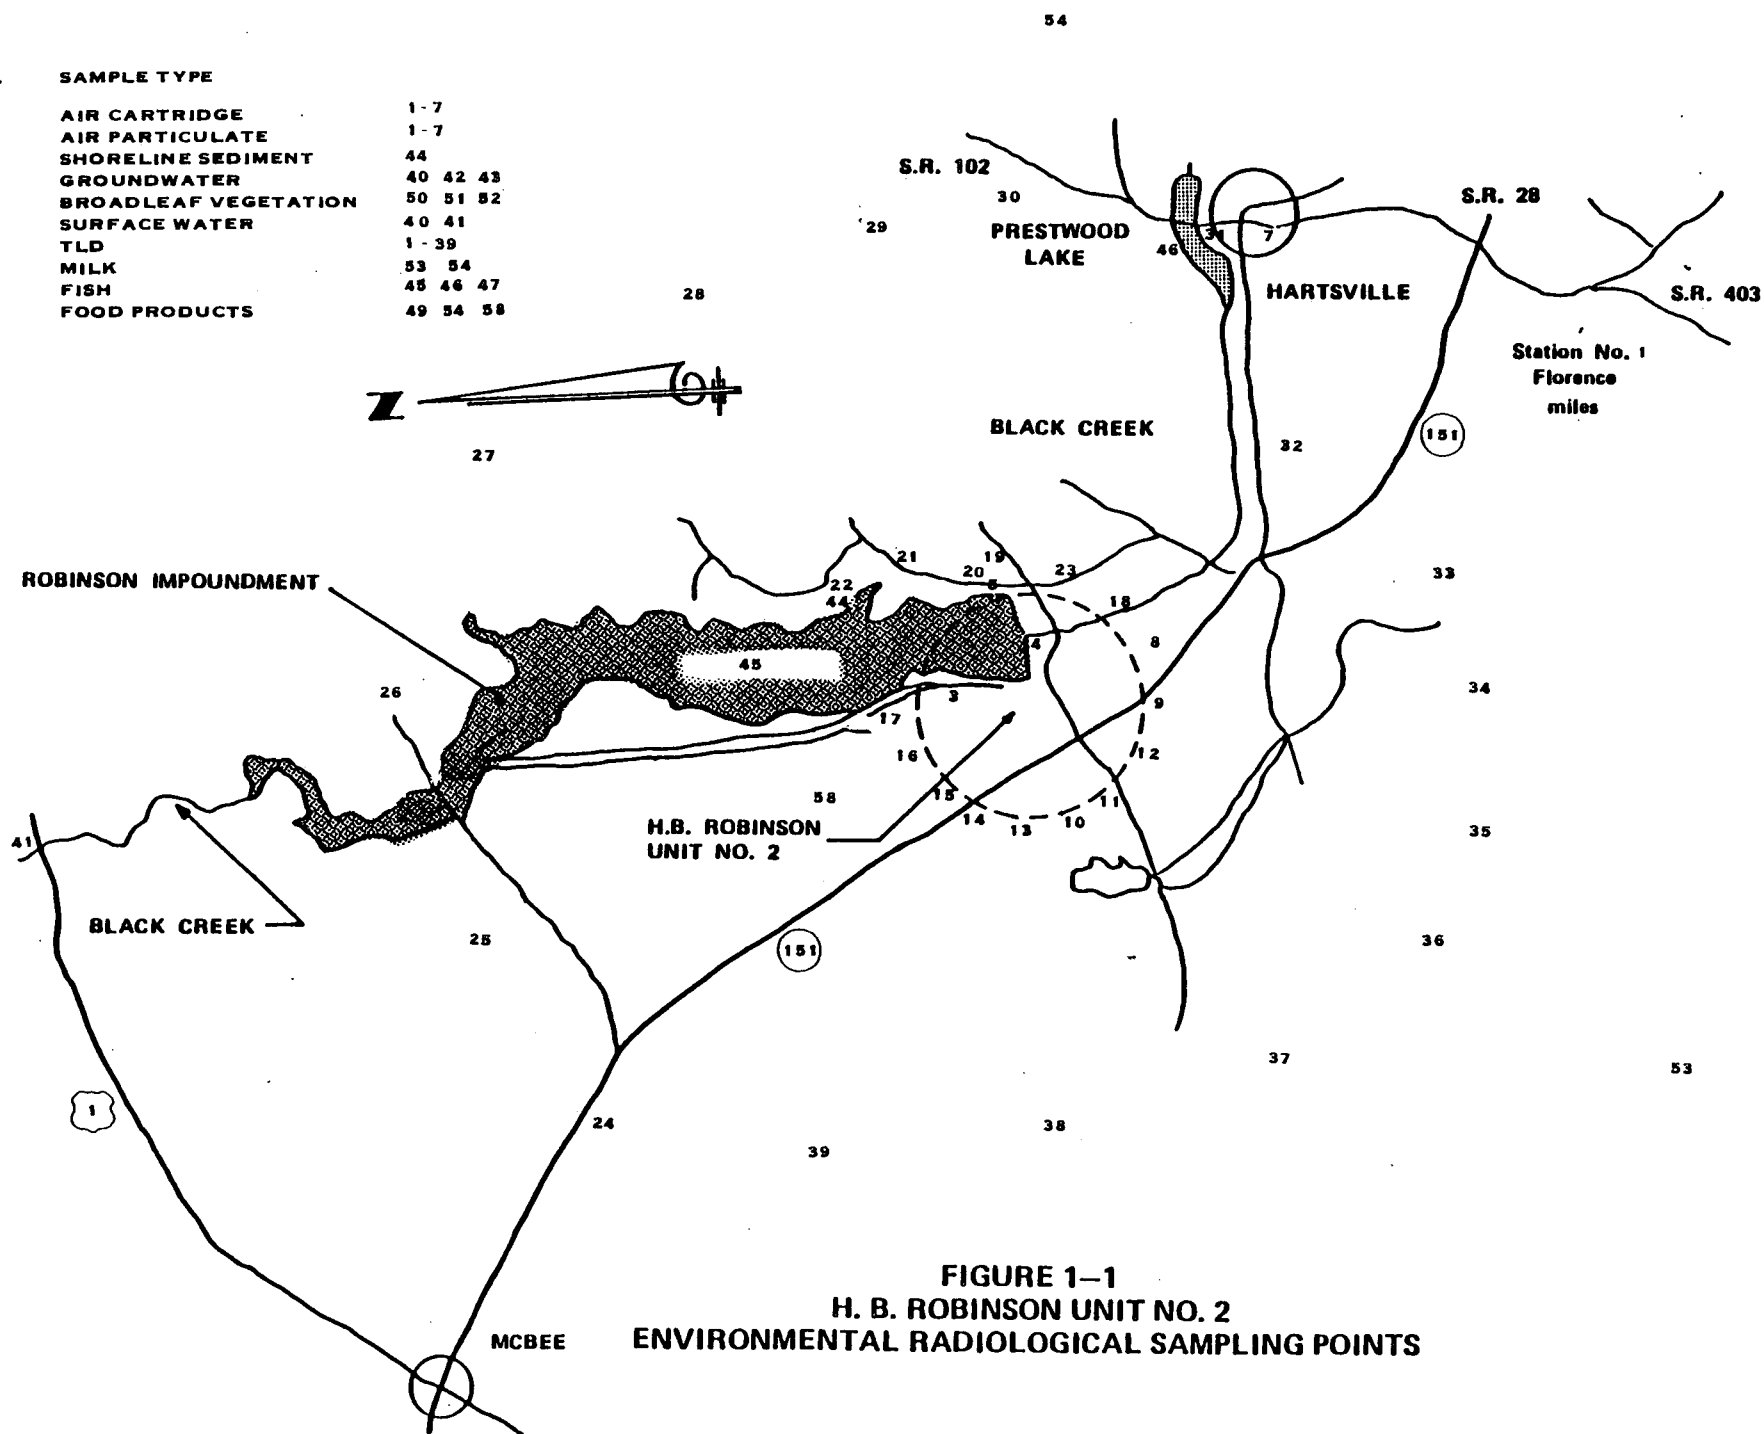 54
SAMPLE TYPE
AIR CARTRIDGE 1-7
AIR PARTICULATE 1-7
SHORELINE SEDIMENT 44
GROUNDWATER 40 42 43
BROADLEAF VEGETATION 50 51 52
SURFACE WATER 40 41
TLD 1-39
MILK 53 54
FISH 45 46 47
FOOD PRODUCTS 49 54 58
S.R. 102
30
S.R. 28
29
PRESTWOOD
LAKE
46
31
7
HARTSVILLE
28
S.R. 403
Station No. 1
Florence
miles
N
BLACK CREEK
151
32
27
ROBINSON IMPOUNDMENT
21
19
20
5
23
22
44
18
33
4
8
45
26
3
17
9
34
16
12
15
58
11
14
13
10
H.B. ROBINSON
UNIT NO. 2
35
41
BLACK CREEK
25
151
36
37
53
1
24
38
39
FIGURE 1–1
H. B. ROBINSON UNIT NO. 2
MCBEE
ENVIRONMENTAL RADIOLOGICAL SAMPLING POINTS